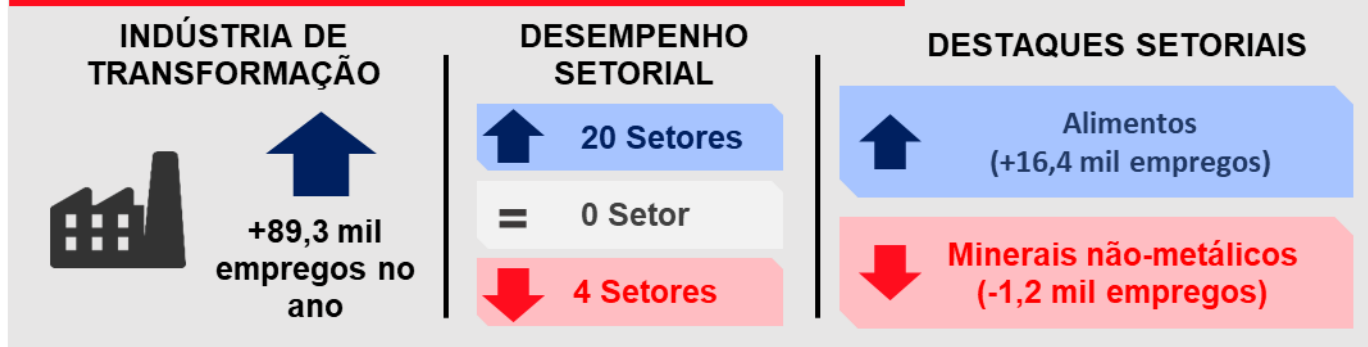 INDÚSTRIA DE
TRANSFORMAÇÃO
+89,3 mil
empregos no
ano
DESEMPENHO
SETORIAL
20 Setores
= 0 Setor
4 Setores
DESTAQUES SETORIAIS
Alimentos
(+16,4 mil empregos)
Minerais não-metálicos
(-1,2 mil empregos)